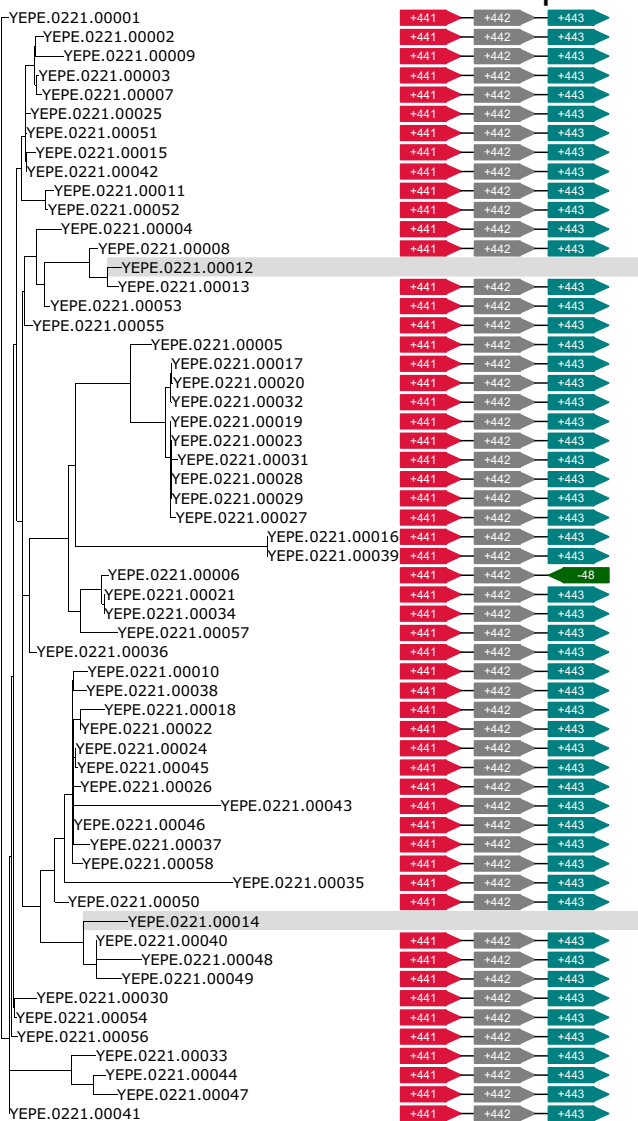 YEPE.0221.00001 +441 +442 +443
YEPE.0221.00002 +441 +442 +443
YEPE.0221.00009 +441 +442 +443
YEPE.0221.00003 +441 +442 +443
YEPE.0221.00007 +441 +442 +443
YEPE.0221.00025 +441 +442 +443
YEPE.0221.00051 +441 +442 +443
YEPE.0221.00015 +441 +442 +443
YEPE.0221.00042 +441 +442 +443
YEPE.0221.00011 +441 +442 +443
YEPE.0221.00052 +441 +442 +443
YEPE.0221.00004 +441 +442 +443
YEPE.0221.00008 +441 +442 +443
YEPE.0221.00012
YEPE.0221.00013 +441 +442 +443
YEPE.0221.00053 +441 +442 +443
YEPE.0221.00055 +441 +442 +443
YEPE.0221.00005 +441 +442 +443
YEPE.0221.00017 +441 +442 +443
YEPE.0221.00020 +441 +442 +443
YEPE.0221.00032 +441 +442 +443
YEPE.0221.00019 +441 +442 +443
YEPE.0221.00023 +441 +442 +443
YEPE.0221.00031 +441 +442 +443
YEPE.0221.00028 +441 +442 +443
YEPE.0221.00029 +441 +442 +443
YEPE.0221.00027 +441 +442 +443
YEPE.0221.00016 +441 +442 +443
YEPE.0221.00039 +441 +442 +443
YEPE.0221.00006 +441 +442 -48
YEPE.0221.00021 +441 +442 +443
YEPE.0221.00034 +441 +442 +443
YEPE.0221.00057 +441 +442 +443
YEPE.0221.00036 +441 +442 +443
YEPE.0221.00010 +441 +442 +443
YEPE.0221.00038 +441 +442 +443
YEPE.0221.00018 +441 +442 +443
YEPE.0221.00022 +441 +442 +443
YEPE.0221.00024 +441 +442 +443
YEPE.0221.00045 +441 +442 +443
YEPE.0221.00026 +441 +442 +443
YEPE.0221.00043 +441 +442 +443
YEPE.0221.00046 +441 +442 +443
YEPE.0221.00037 +441 +442 +443
YEPE.0221.00058 +441 +442 +443
YEPE.0221.00035 +441 +442 +443
YEPE.0221.00050 +441 +442 +443
YEPE.0221.00014
YEPE.0221.00040 +441 +442 +443
YEPE.0221.00048 +441 +442 +443
YEPE.0221.00049 +441 +442 +443
YEPE.0221.00030 +441 +442 +443
YEPE.0221.00054 +441 +442 +443
YEPE.0221.00056 +441 +442 +443
YEPE.0221.00033 +441 +442 +443
YEPE.0221.00044 +441 +442 +443
YEPE.0221.00047 +441 +442 +443
YEPE.0221.00041 +441 +442 +443